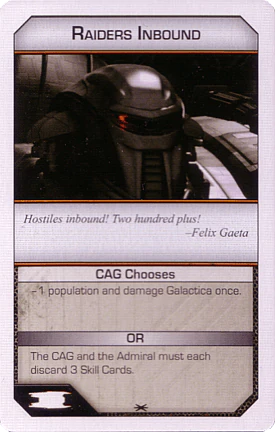 RAIDERS INBOUND
Hostiles inbound! Two hundred plus!
–Felix Gaeta
CAG Chooses
-1 population and damage Galactica once.
OR
The CAG and the Admiral must each
discard 3 Skill Cards.